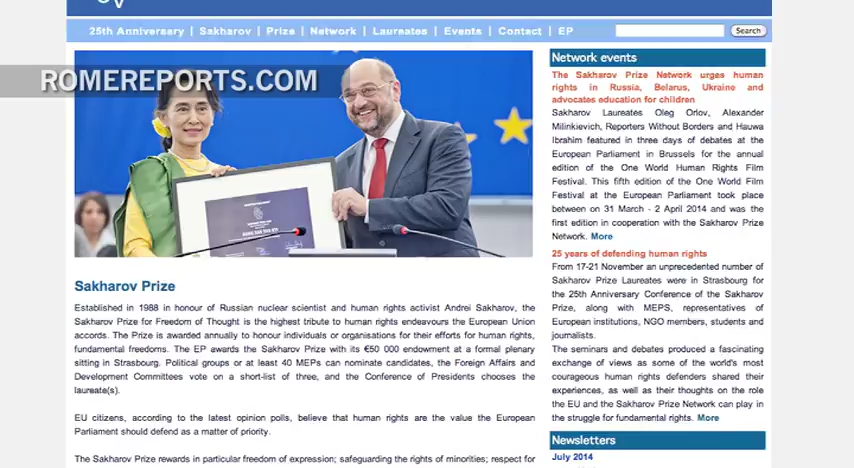 25th Anniversary | Sakharov | Prize | Network | Laureates | Events | Contact | EP
Search
ROMEREPORTS.COM
Sakharov Prize
Established in 1988 in honour of Russian nuclear scientist and human rights activist Andrei Sakharov, the
Sakharov Prize for Freedom of Thought is the highest tribute to human rights endeavours the European Union
accords. The Prize is awarded annually to honour individuals or organisations for their efforts for human rights,
fundamental freedoms. The EP awards the Sakharov Prize with its €50 000 endowment at a formal plenary
sitting in Strasbourg. Political groups or at least 40 MEPs can nominate candidates, the Foreign Affairs and
Development Committees vote on a short-list of three, and the Conference of Presidents chooses the
laureate(s).
EU citizens, according to the latest opinion polls, believe that human rights are the value the European
Parliament should defend as a matter of priority.
The Sakharov Prize rewards in particular freedom of expression; safeguarding the rights of minorities; respect for
Network events
The Sakharov Prize Network urges human
rights in Russia, Belarus, Ukraine and
advocates education for children
Sakharov Laureates Oleg Orlov, Alexander
Milinkievich, Reporters Without Borders and Hauwa
Ibrahim featured in three days of debates at the
European Parliament in Brussels for the annual
edition of the One World Human Rights Film
Festival. This fifth edition of the One World Film
Festival at the European Parliament took place
between on 31 March - 2 April 2014 and was the
first edition in cooperation with the Sakharov Prize
Network. More
25 years of defending human rights
From 17-21 November an unprecedented number of
Sakharov Prize Laureates were in Strasbourg for
the 25th Anniversary Conference of the Sakharov
Prize, along with MEPS, representatives of
European institutions, NGO members, students and
journalists.
The seminars and debates produced a fascinating
exchange of views as some of the world's most
courageous human rights defenders shared their
experiences, as well as their thoughts on the role
the EU and the Sakharov Prize Network can play in
the struggle for fundamental rights. More
Newsletters
July 2014